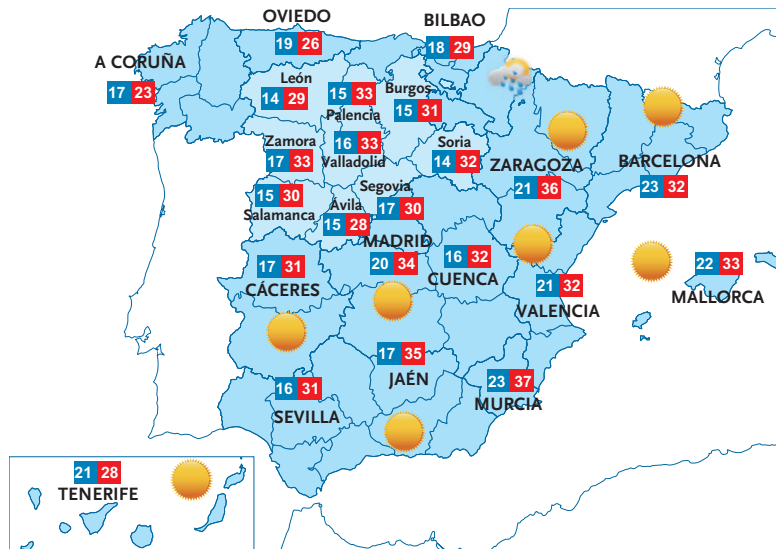 OVIEDO
19 26
BILBAO
18 29
A CORUÑA
17 23
León
14 29
15 33
Palencia
Burgos
15 31
Zamora
17 33
16 33
Valladolid
Soria
14 32
ZARAGOZA
21 36
BARCELONA
23 32
15 30
Salamanca
Ávila
15 28
Segovia
17 30
MADRID
20 34
16 32
CUENCA
17 31
CÁCERES
21 32
VALENCIA
22 33
MALLORCA
17 35
JAÉN
23 37
MURCIA
16 31
SEVILLA
21 28
TENERIFE